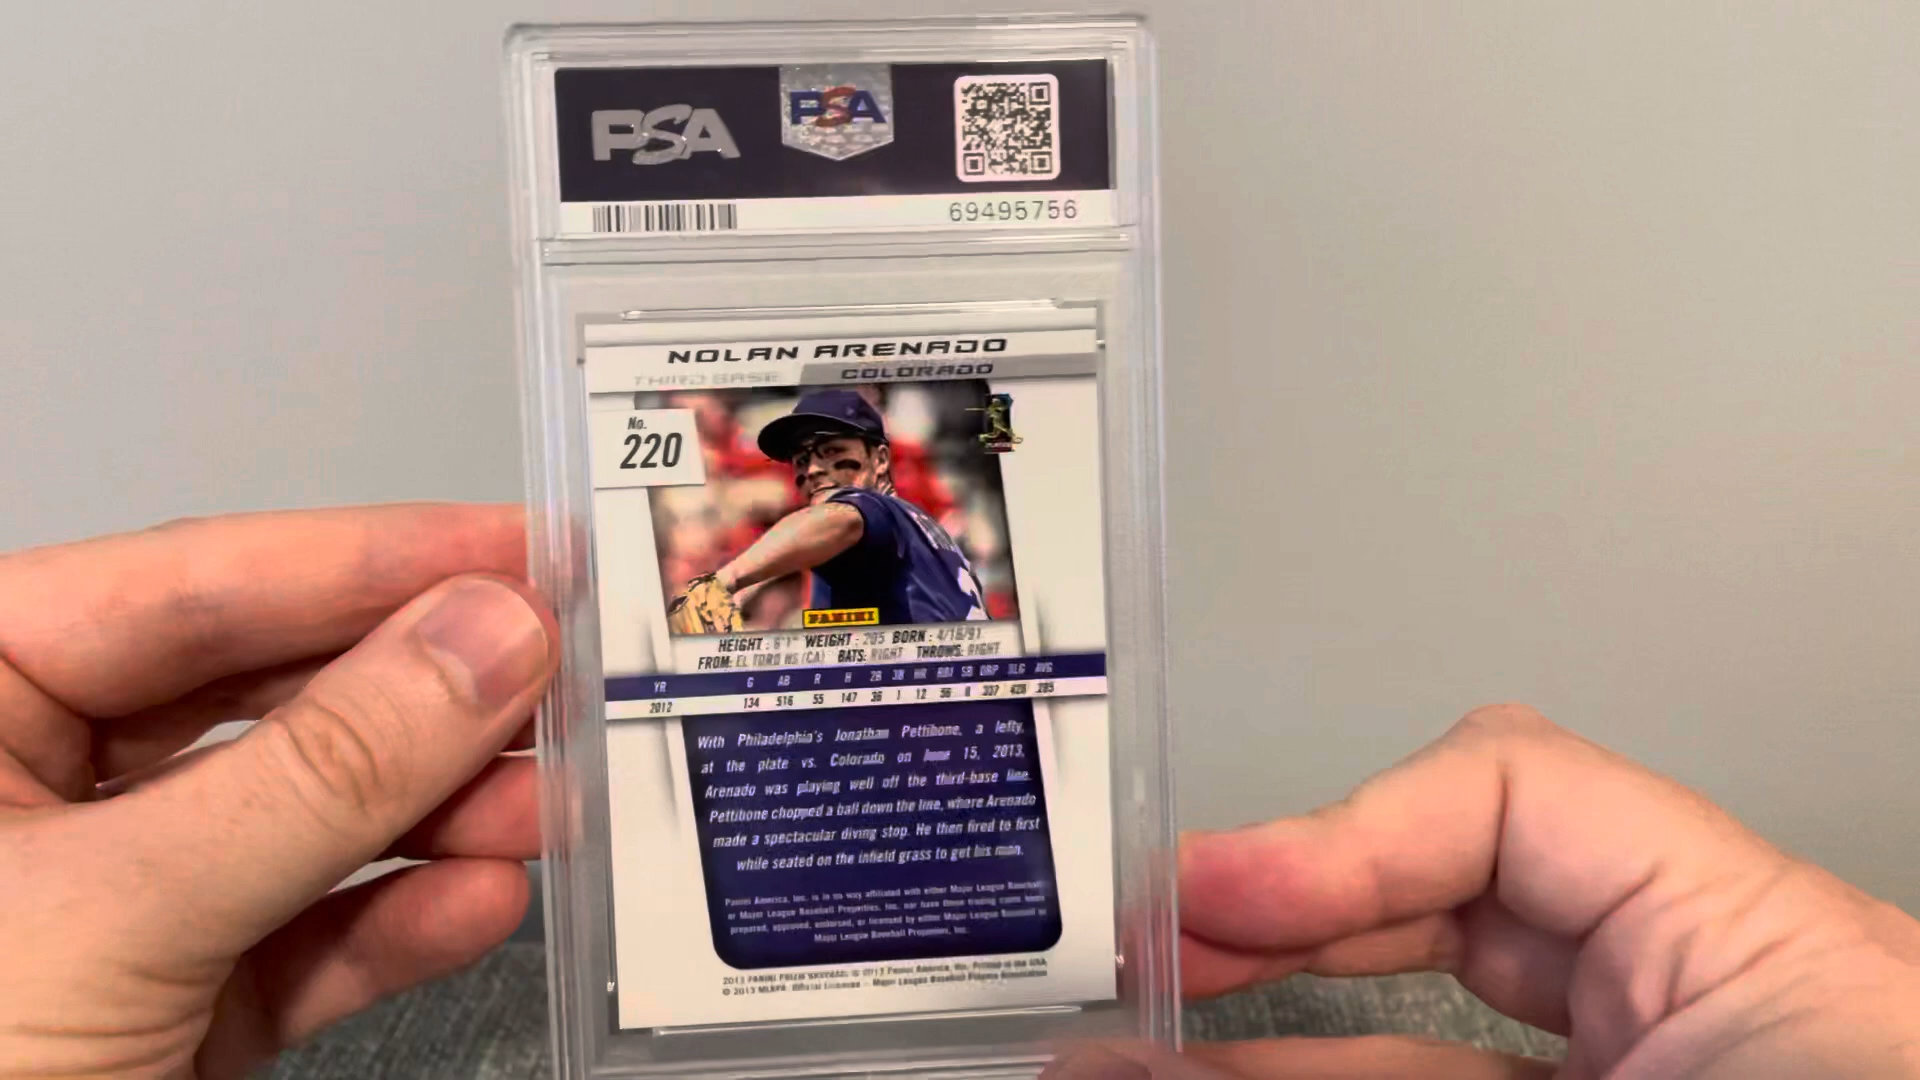 PSA
PSA
69495756
NOLAN ARENADO
THIRD BASE
COLORADO
No.
220
PANINI
HEIGHT : 6'1" WEIGHT : 205 BORN : 4/16/91
FROM: EL TORO HS (CA) BATS: RIGHT THROWS: RIGHT
YR G AB R H 2B 3B HR RBI SB OBP SLG AVG
2012 134 516 55 147 36 1 12 56 0 .337 .428 .285
With Philadelphia's Jonathan Pettibone, a lefty,
at the plate vs. Colorado on June 15, 2013,
Arenado was playing well off the third-base line.
Pettibone chopped a ball down the line, where Arenado
made a spectacular diving stop. He then fired to first
while seated on the infield grass to get his man.
Panini America, Inc. is in no way affiliated with either Major League Baseball
or Major League Baseball Properties, Inc. nor have these trading cards been
prepared, approved, endorsed, or licensed by either Major League Baseball or
Major League Baseball Properties, Inc.
2013 PANINI PRIZM BASEBALL © 2013 Panini America, Inc. Printed in the USA.
© 2013 MLBPA Official Licensee – Major League Baseball Players Association